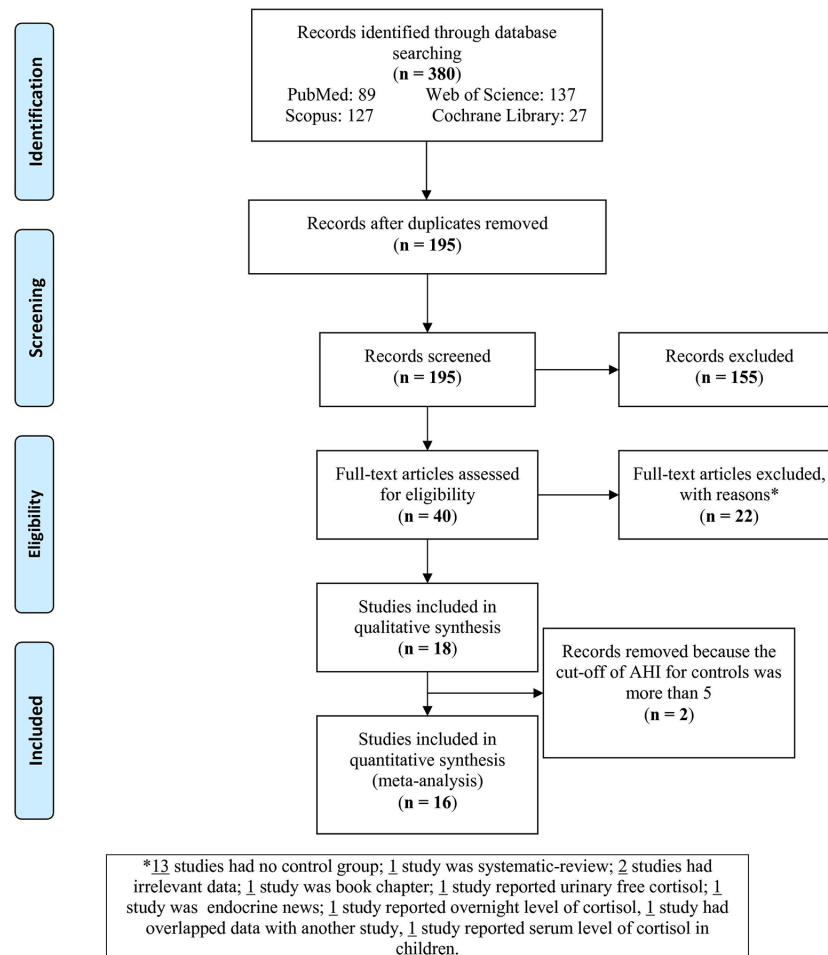 Identification
Records identified through database
searching
(n = 380)
PubMed: 89 Web of Science: 137
Scopus: 127 Cochrane Library: 27
Screening
Records after duplicates removed
(n = 195)
Records screened
(n = 195)
Records excluded
(n = 155)
Eligibility
Full-text articles assessed
for eligibility
(n = 40)
Full-text articles excluded,
with reasons*
(n = 22)
Included
Studies included in
qualitative synthesis
(n = 18)
Records removed because the
cut-off of AHI for controls was
more than 5
(n = 2)
Studies included in
quantitative synthesis
(meta-analysis)
(n = 16)
*13 studies had no control group; 1 study was systematic-review; 2 studies had
irrelevant data; 1 study was book chapter; 1 study reported urinary free cortisol; 1
study was endocrine news; 1 study reported overnight level of cortisol, 1 study had
overlapped data with another study, 1 study reported serum level of cortisol in
children.